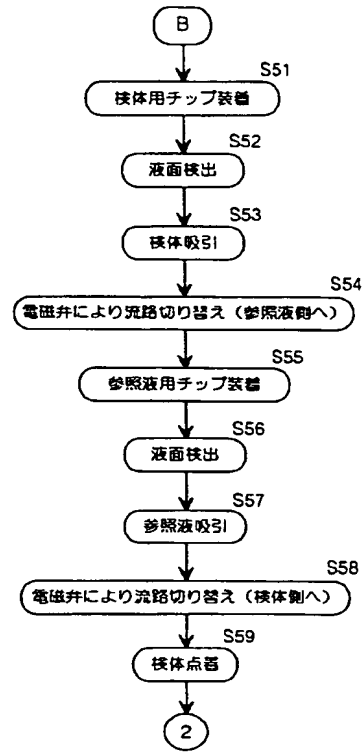 B
S51
検体用チップ装着
S52
液面検出
S53
検体吸引
S54
電磁弁により流路切り替え（参照液側へ）
S55
参照液用チップ装着
S56
液面検出
S57
参照液吸引
S58
電磁弁により流路切り替え（検体側へ）
S59
検体点着
2